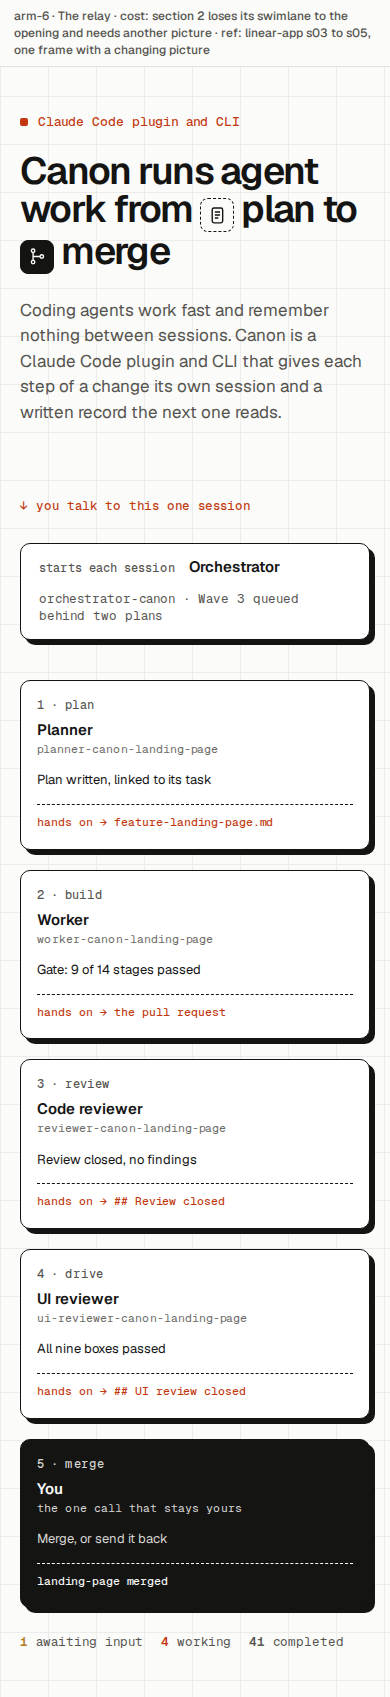 arm-6 · The relay · cost: section 2 loses its swimlane to the
opening and needs another picture · ref: linear-app s03 to s05,
one frame with a changing picture
Claude Code plugin and CLI
Canon runs agent
work from plan to
merge
Coding agents work fast and remember
nothing between sessions. Canon is a
Claude Code plugin and CLI that gives each
step of a change its own session and a
written record the next one reads.
↓ you talk to this one session
starts each session Orchestrator
orchestrator-canon · Wave 3 queued
behind two plans
1 · plan
Planner
planner-canon-landing-page
Plan written, linked to its task
hands on → feature-landing-page.md
2 · build
Worker
worker-canon-landing-page
Gate: 9 of 14 stages passed
hands on → the pull request
3 · review
Code reviewer
reviewer-canon-landing-page
Review closed, no findings
hands on → ## Review closed
4 · drive
UI reviewer
ui-reviewer-canon-landing-page
All nine boxes passed
hands on → ## UI review closed
5 · merge
You
the one call that stays yours
Merge, or send it back
landing-page merged
1 awaiting input 4 working 41 completed